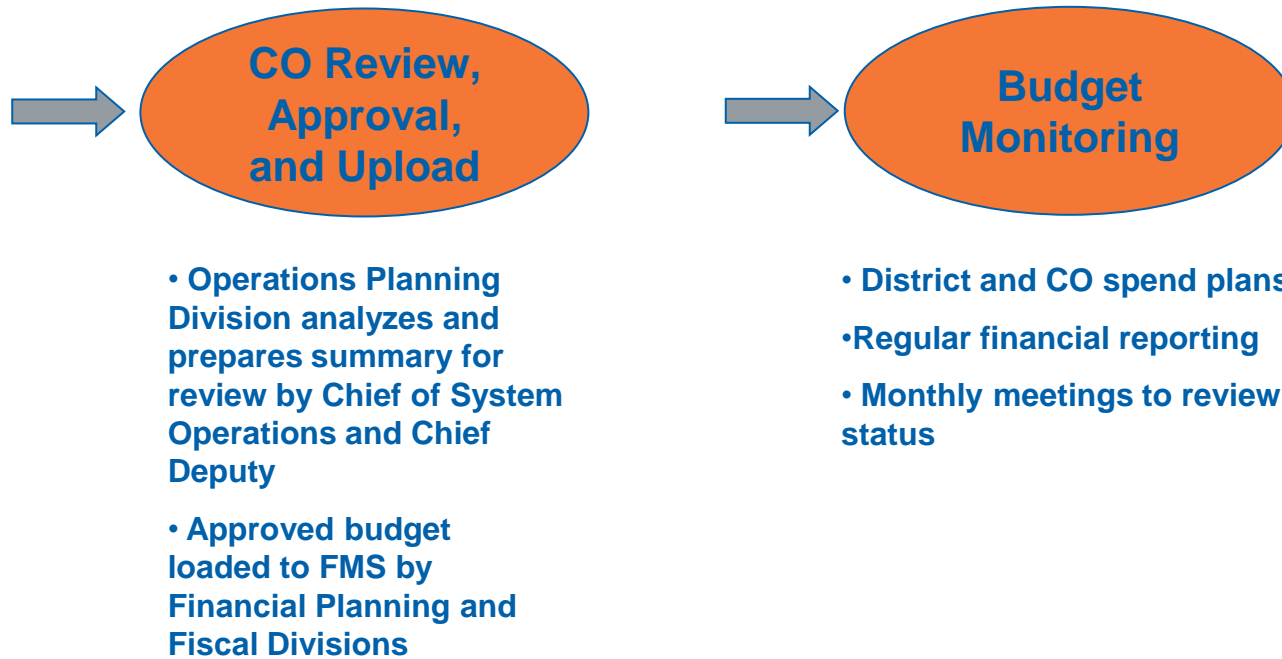 CO Review,
Approval,
and Upload
• Operations Planning
Division analyzes and
prepares summary for
review by Chief of System
Operations and Chief
Deputy
• Approved budget
loaded to FMS by
Financial Planning and
Fiscal Divisions
Budget
Monitoring
• District and CO spend plans
•Regular financial reporting
• Monthly meetings to review
status